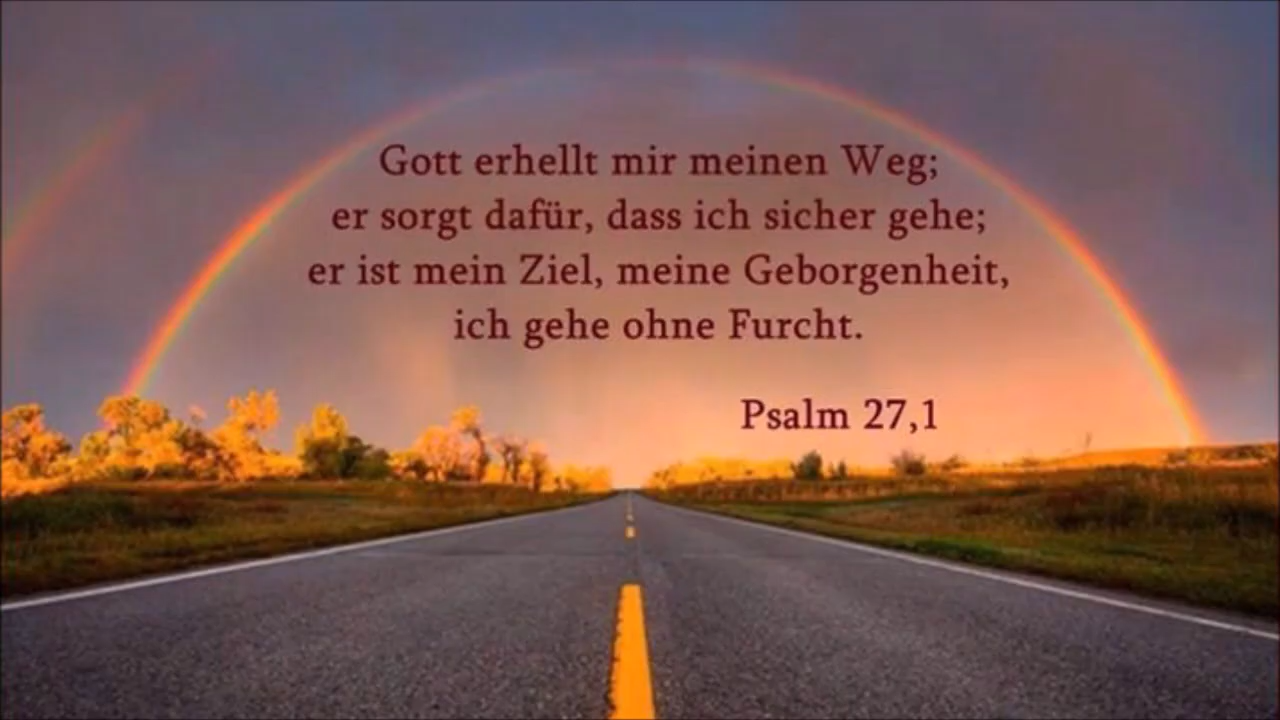 Gott erhellt mir meinen Weg;
er sorgt dafür, dass ich sicher gehe;
er ist mein Ziel, meine Geborgenheit,
ich gehe ohne Furcht.
Psalm 27,1